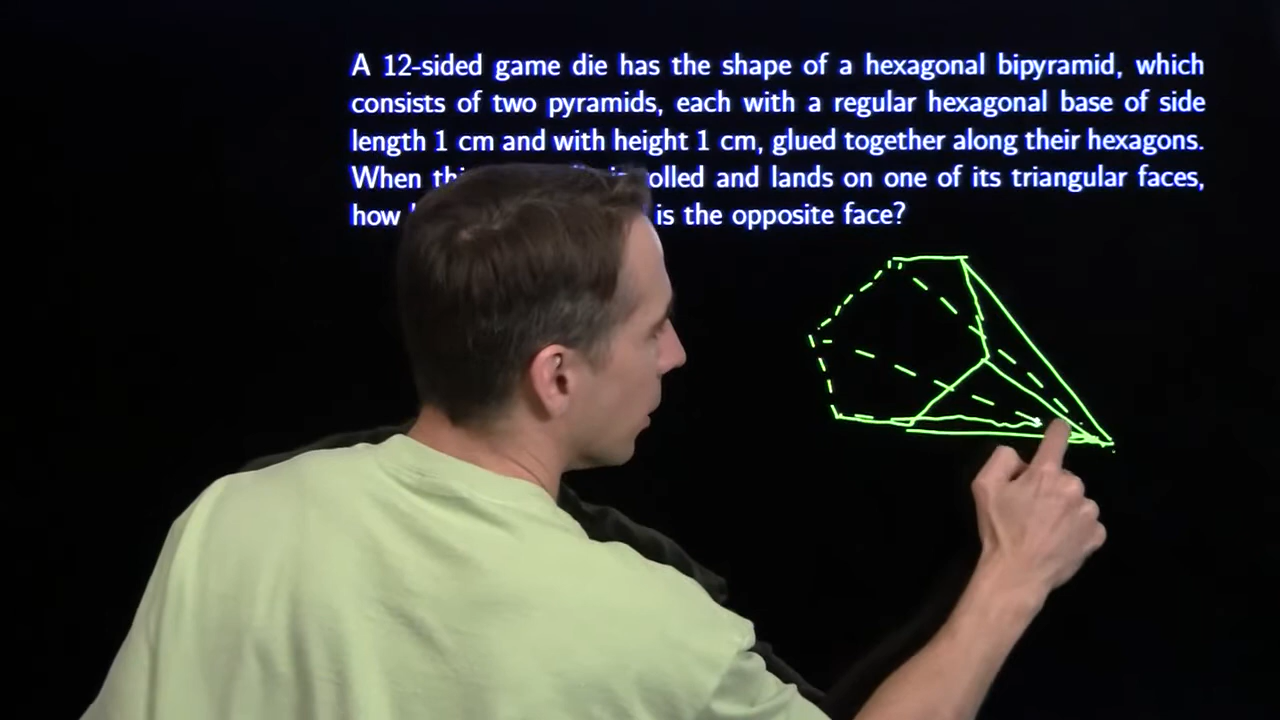 A 12-sided game die has the shape of a hexagonal bipyramid, which
consists of two pyramids, each with a regular hexagonal base of side
length 1 cm and with height 1 cm, glued together along their hexagons.
When rolled and lands on one of its triangular faces,
how is the opposite face?